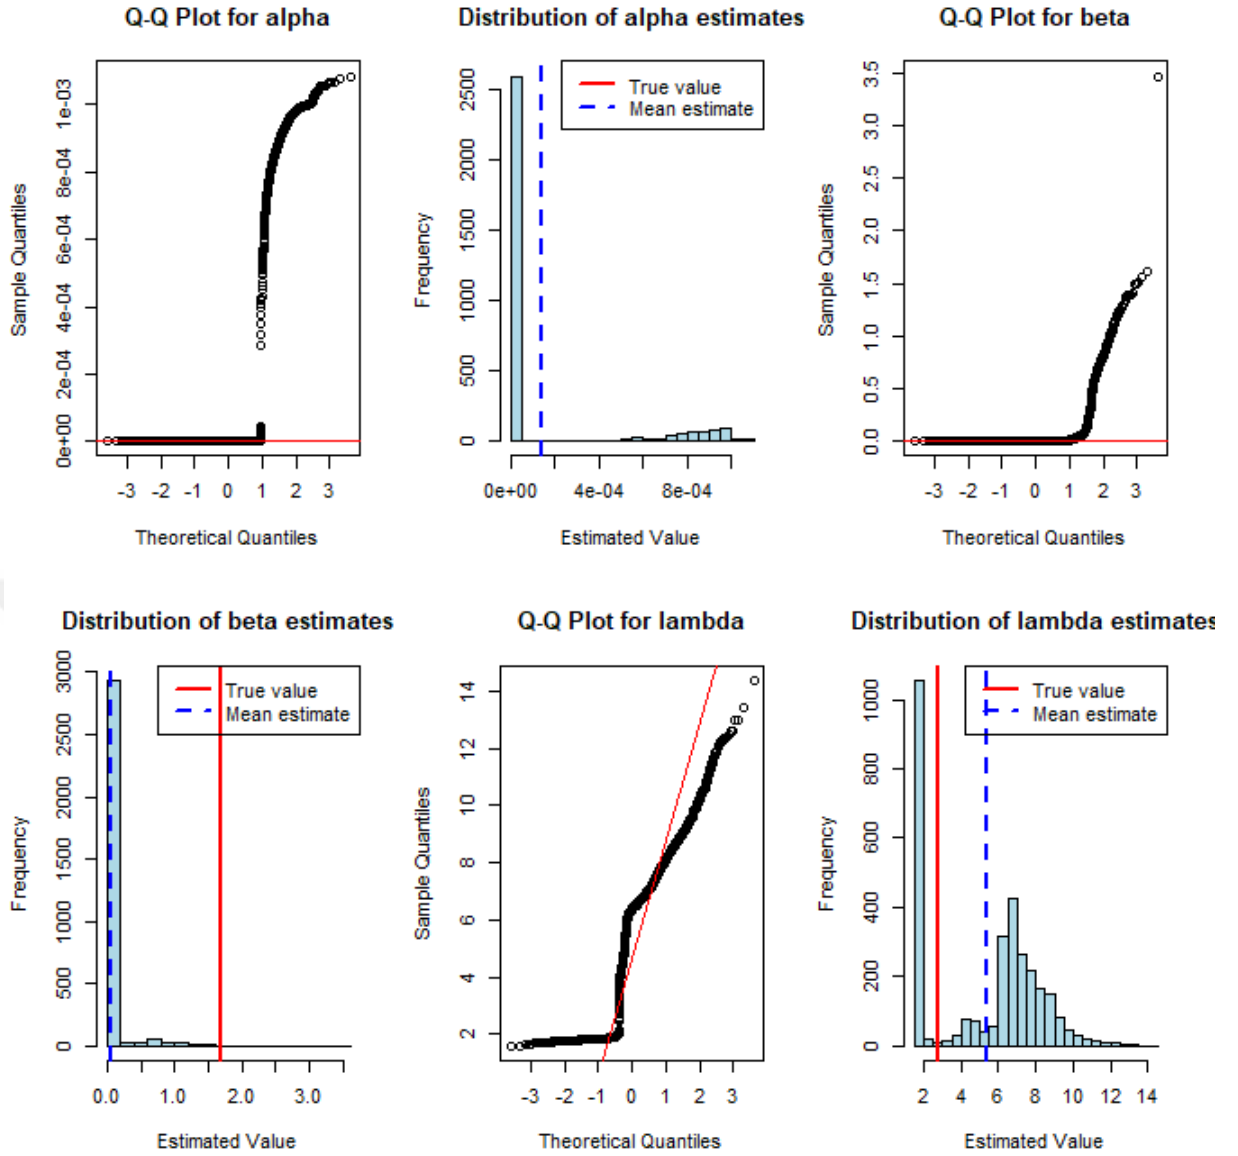 Q-Q Plot for alpha
Sample Quantiles
0e+00 2e-04 4e-04 6e-04 8e-04 1e-03
-3 -2 -1 0 1 2 3
Theoretical Quantiles
Distribution of alpha estimates
True value
Mean estimate
Frequency
0 500 1000 1500 2000 2500
0e+00 4e-04 8e-04
Estimated Value
Q-Q Plot for beta
Sample Quantiles
0.0 0.5 1.0 1.5 2.0 2.5 3.0 3.5
-3 -2 -1 0 1 2 3
Theoretical Quantiles
Distribution of beta estimates
True value
Mean estimate
Frequency
0 500 1000 1500 2000 2500 3000
0.0 1.0 2.0 3.0
Estimated Value
Q-Q Plot for lambda
Sample Quantiles
2 4 6 8 10 12 14
-3 -2 -1 0 1 2 3
Theoretical Quantiles
Distribution of lambda estimates
True value
Mean estimate
Frequency
0 200 400 600 800 1000
2 4 6 8 10 12 14
Estimated Value